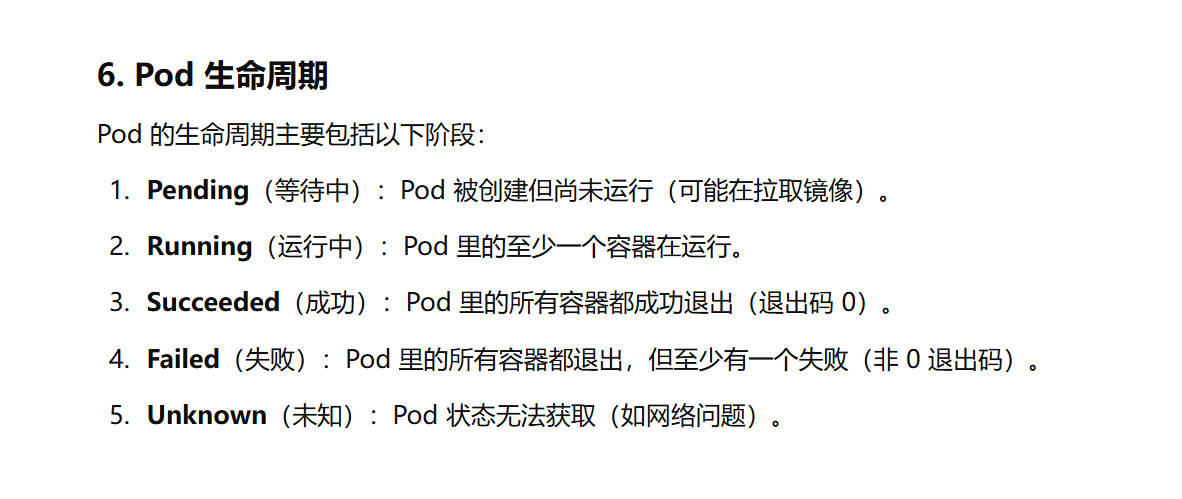 6. Pod 生命周期
Pod 的生命周期主要包括以下阶段：
1. Pending（等待中）：Pod 被创建但尚未运行（可能在拉取镜像）。
2. Running（运行中）：Pod 里的至少一个容器在运行。
3. Succeeded（成功）：Pod 里的所有容器都成功退出（退出码 0）。
4. Failed（失败）：Pod 里的所有容器都退出，但至少有一个失败（非 0 退出码）。
5. Unknown（未知）：Pod 状态无法获取（如网络问题）。